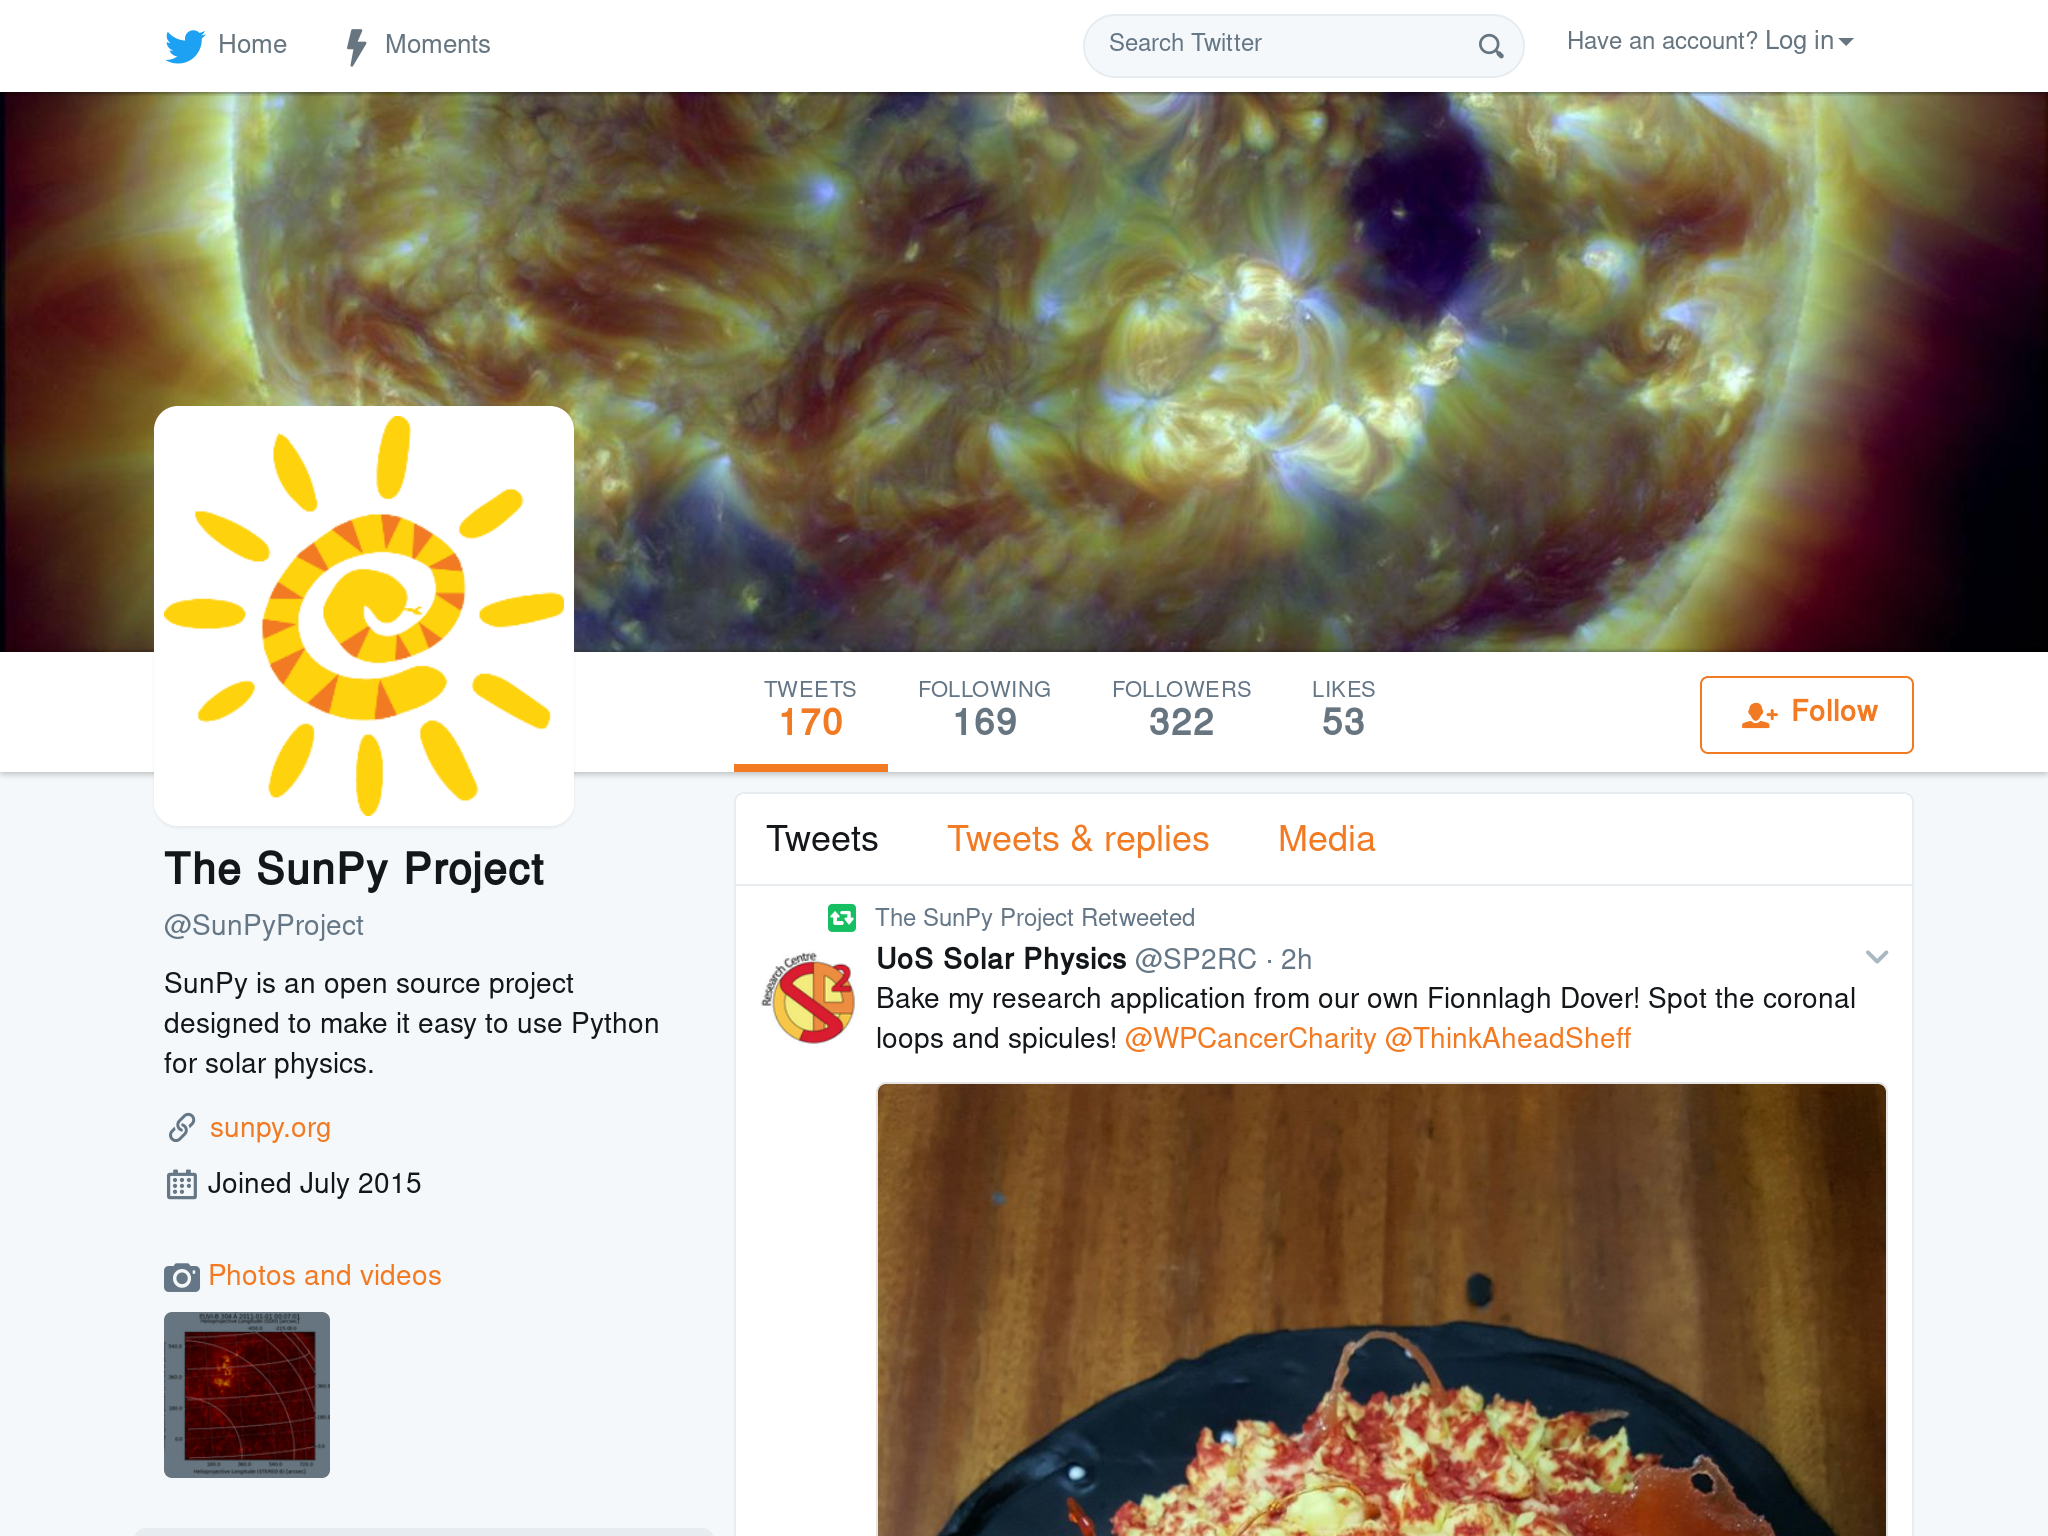 Home
Moments
Search Twitter
Have an account? Log in
TWEETS
170
FOLLOWING
169
FOLLOWERS
322
LIKES
53
Follow
The SunPy Project
@SunPyProject
SunPy is an open source project
designed to make it easy to use Python
for solar physics.
sunpy.org
Joined July 2015
Photos and videos
Tweets
Tweets & replies
Media
The SunPy Project Retweeted
Research Centre
UoS Solar Physics @SP2RC · 2h
Bake my research application from our own Fionnlagh Dover! Spot the coronal
loops and spicules! @WPCancerCharity @ThinkAheadSheff